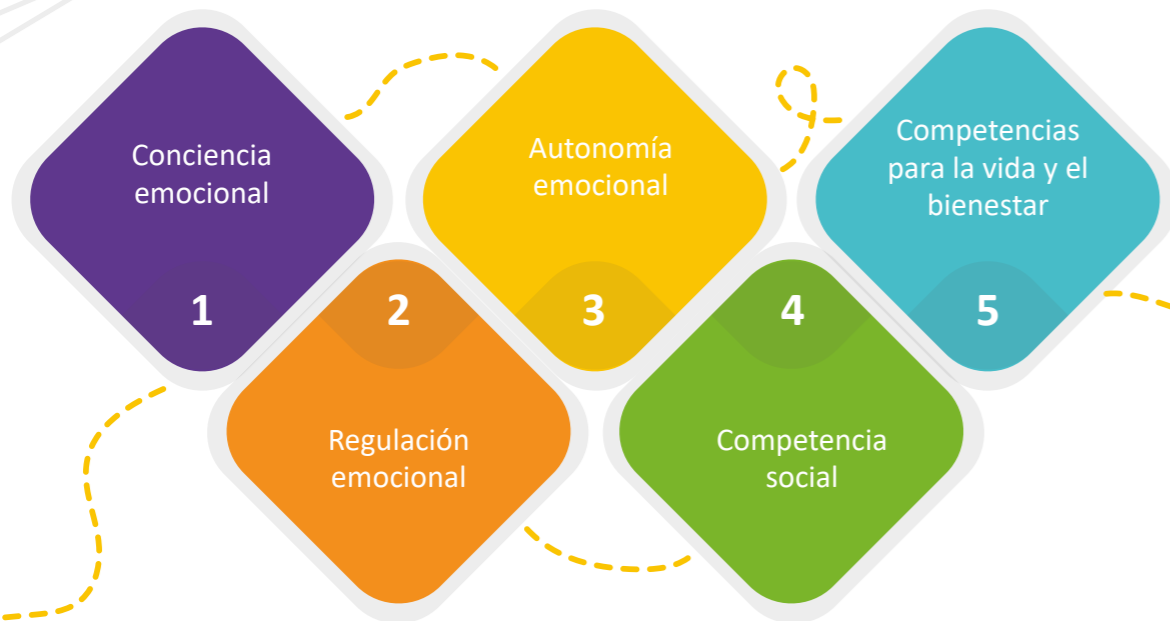 Conciencia
emocional
1
2
Regulación
emocional
Autonomía
emocional
3
4
Competencia
social
Competencias
para la vida y el
bienestar
5